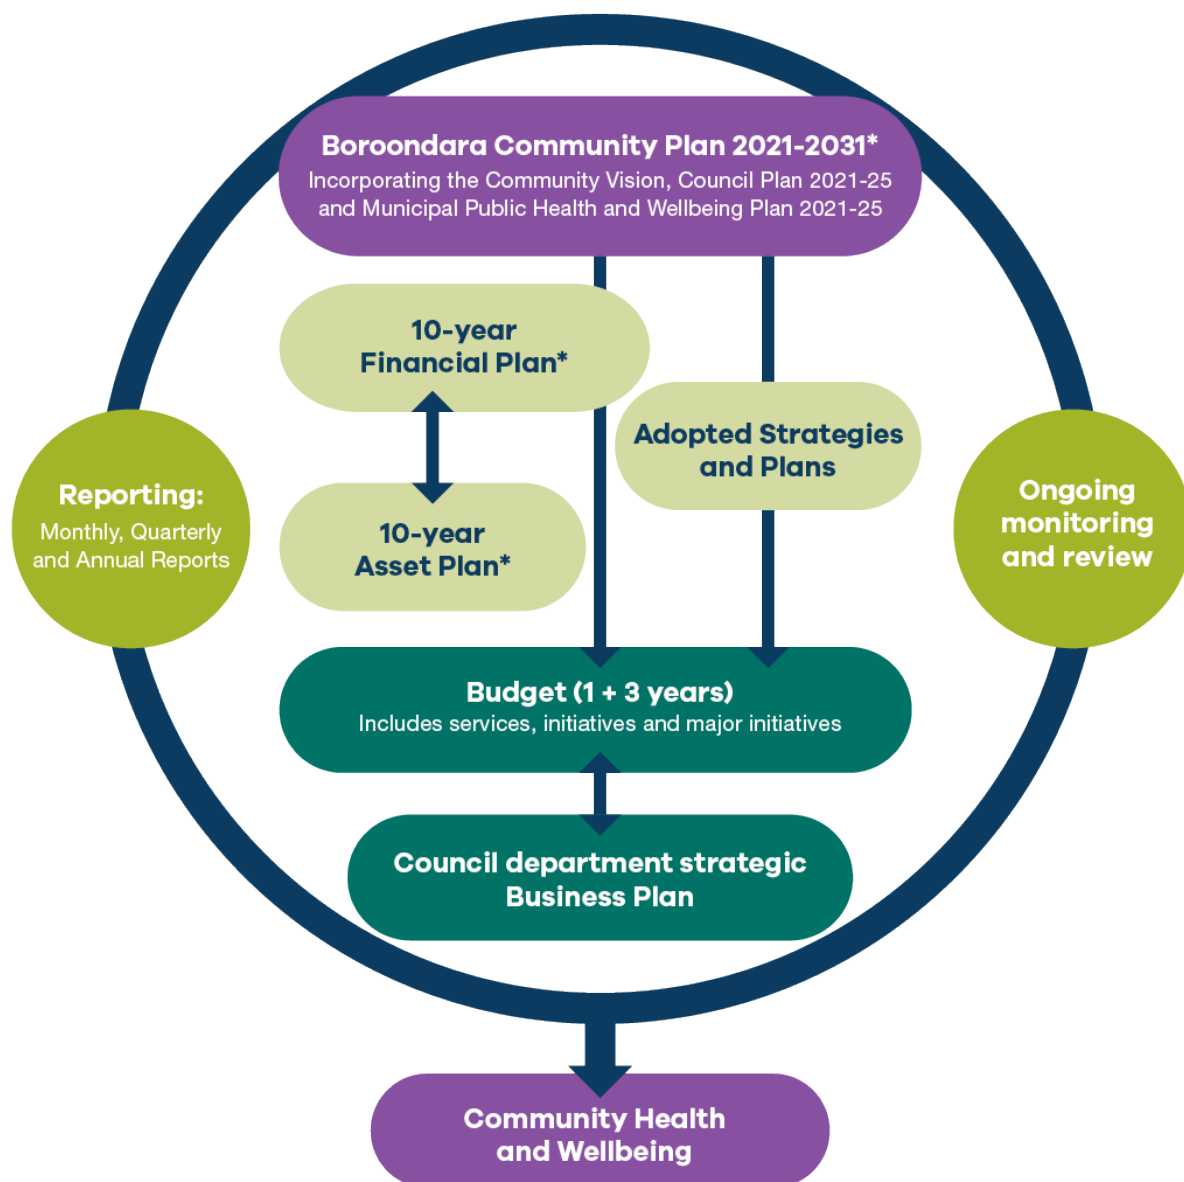 Boroondara Community Plan 2021-2031*
Incorporating the Community Vision, Council Plan 2021-25
and Municipal Public Health and Wellbeing Plan 2021-25
10-year
Financial Plan*
Adopted Strategies
and Plans
Reporting:
Monthly, Quarterly
and Annual Reports
10-year
Asset Plan*
Ongoing
monitoring
and review
Budget (1 + 3 years)
Includes services, initiatives and major initiatives
Council department strategic
Business Plan
Community Health
and Wellbeing